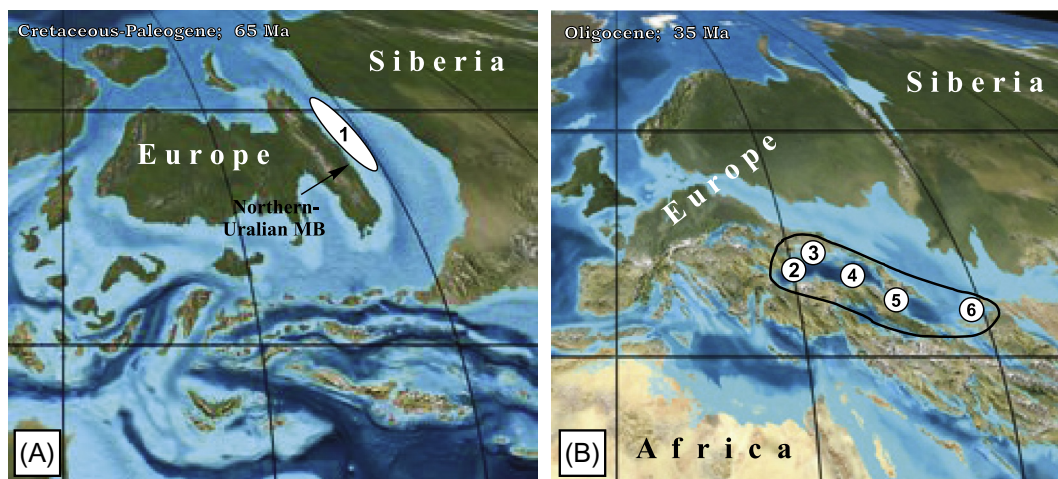 Cretaceous-Paleogene; 65 Ma
Siberia
1
Europe
Northern-
Uralian MB
(A)
Oligocene; 35 Ma
Siberia
Europe
3
2
4
5
6
Africa
(B)